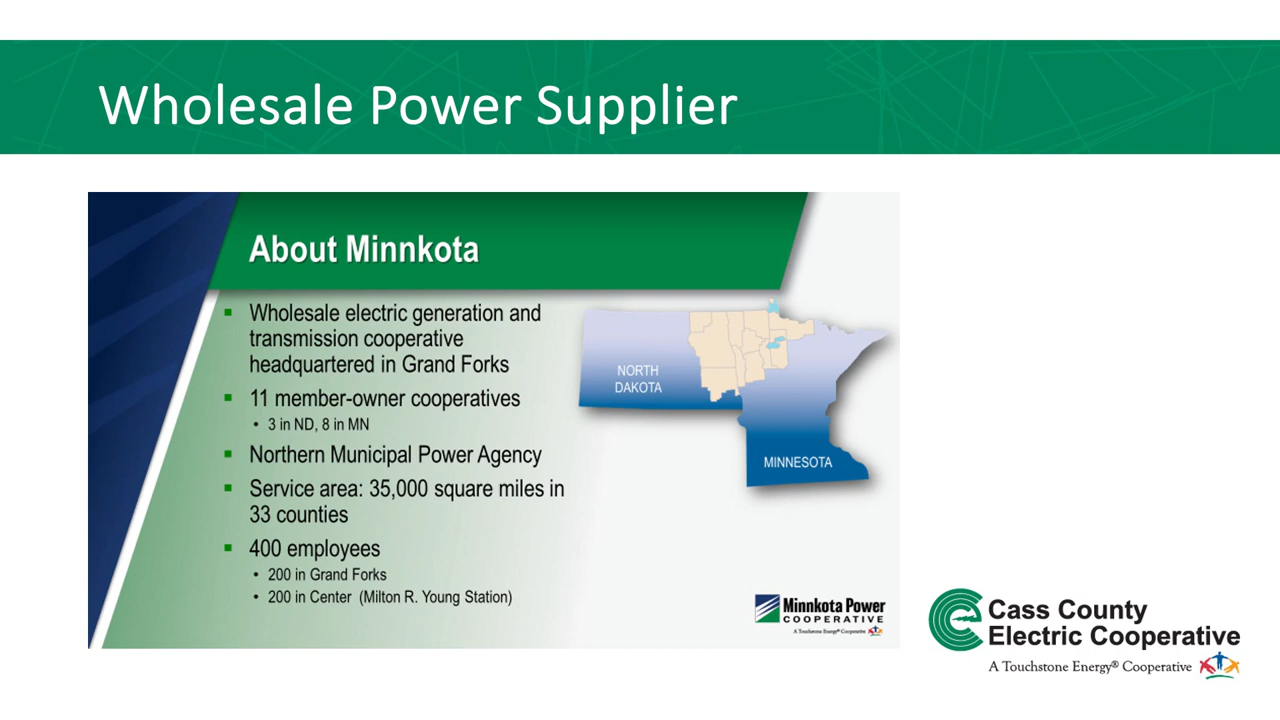 Wholesale Power Supplier
About Minnkota
▪ Wholesale electric generation and
transmission cooperative
headquartered in Grand Forks
▪ 11 member-owner cooperatives
• 3 in ND, 8 in MN
▪ Northern Municipal Power Agency
▪ Service area: 35,000 square miles in
33 counties
▪ 400 employees
• 200 in Grand Forks
• 200 in Center (Milton R. Young Station)
NORTH
DAKOTA
MINNESOTA
Minnkota Power
COOPERATIVE
A Touchstone Energy® Cooperative
Cass County
Electric Cooperative
A Touchstone Energy® Cooperative